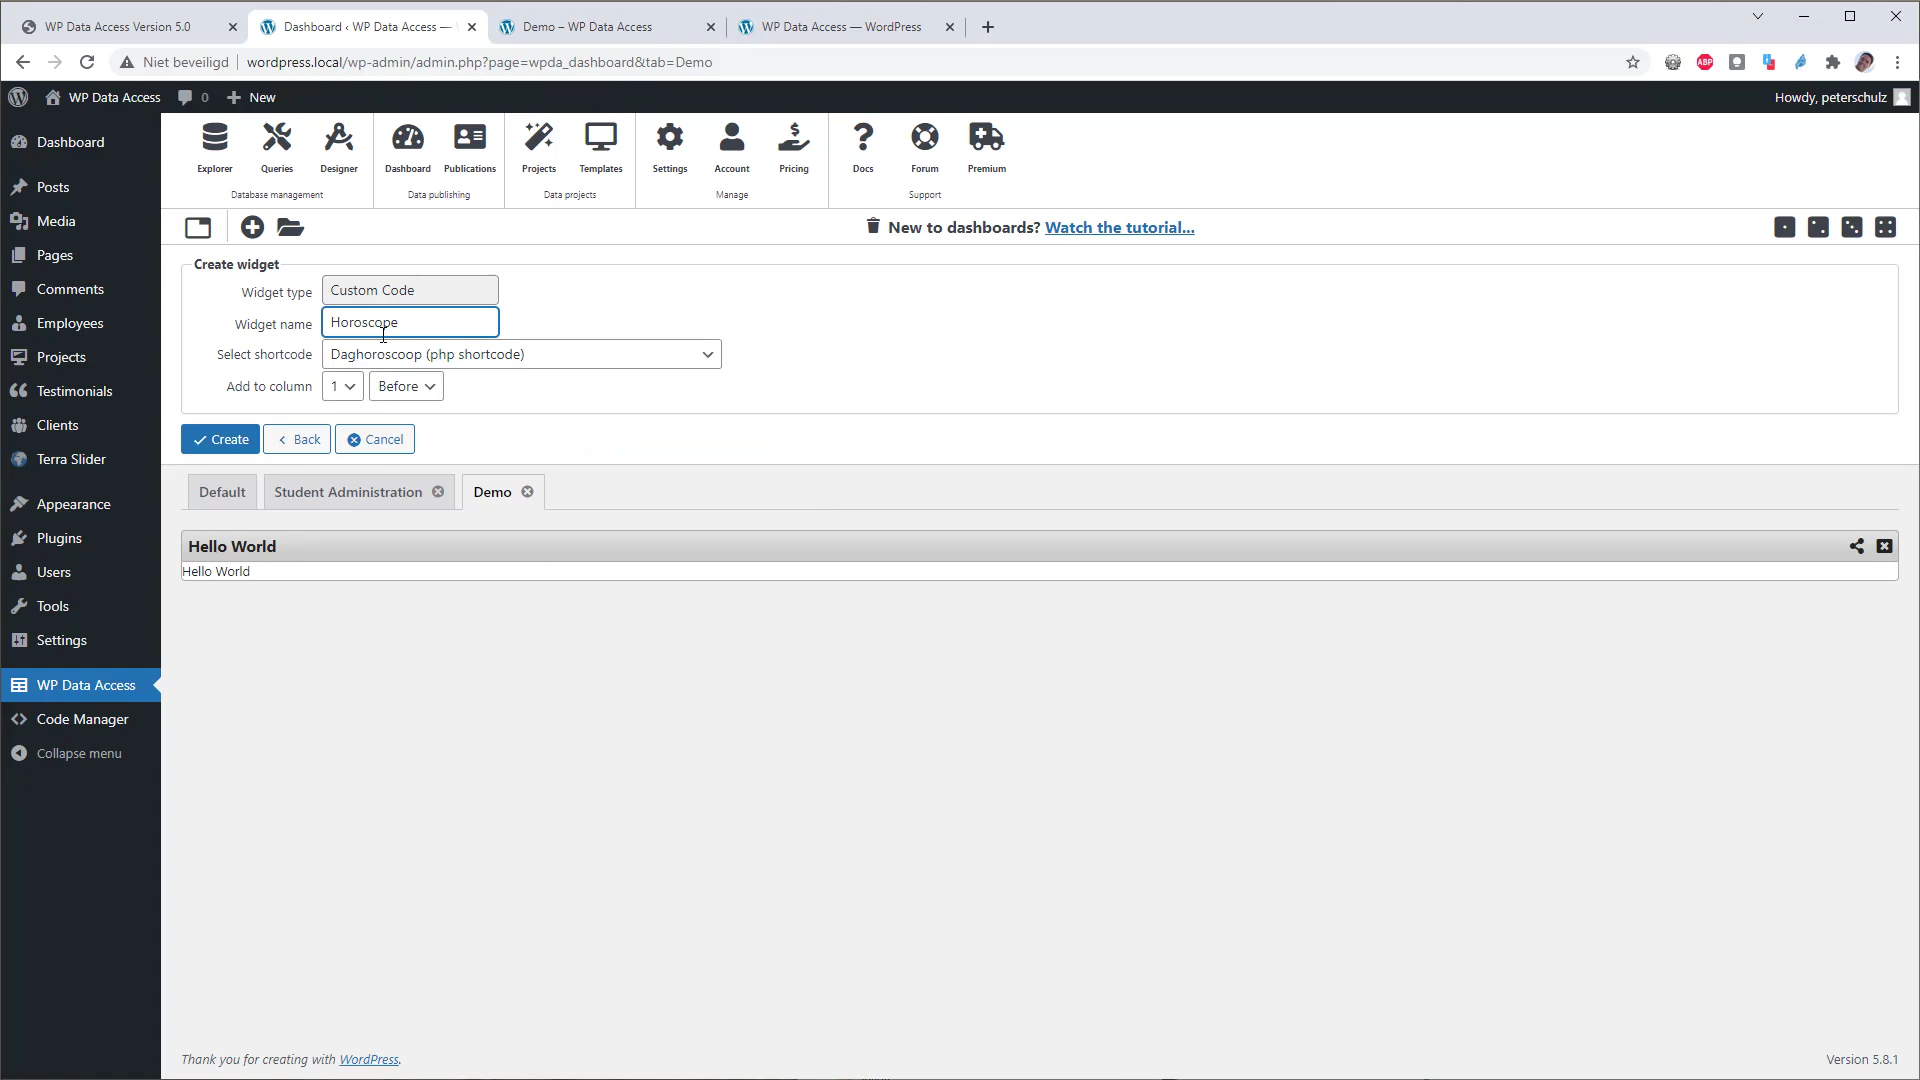 WP Data Access Version 5.0
Dashboard ‹ WP Data Access —
Demo – WP Data Access
WP Data Access — WordPress
Niet beveiligd
wordpress.local/wp-admin/admin.php?page=wpda_dashboard&tab=Demo
ABP
WP Data Access
0
New
Howdy, peterschulz
Dashboard
Posts
Media
Pages
Comments
Employees
Projects
Testimonials
Clients
Terra Slider
Appearance
Plugins
Users
Tools
Settings
WP Data Access
Code Manager
Collapse menu
Explorer
Queries
Designer
Dashboard
Publications
Projects
Templates
Settings
Account
Pricing
Docs
Forum
Premium
Database management
Data publishing
Data projects
Manage
Support
New to dashboards? Watch the tutorial...
Create widget
Widget type
Custom Code
Widget name
Horoscope
Select shortcode
Daghoroscoop (php shortcode)
Add to column
1
Before
Create
Back
Cancel
Default
Student Administration
Demo
Hello World
Hello World
Thank you for creating with WordPress.
Version 5.8.1